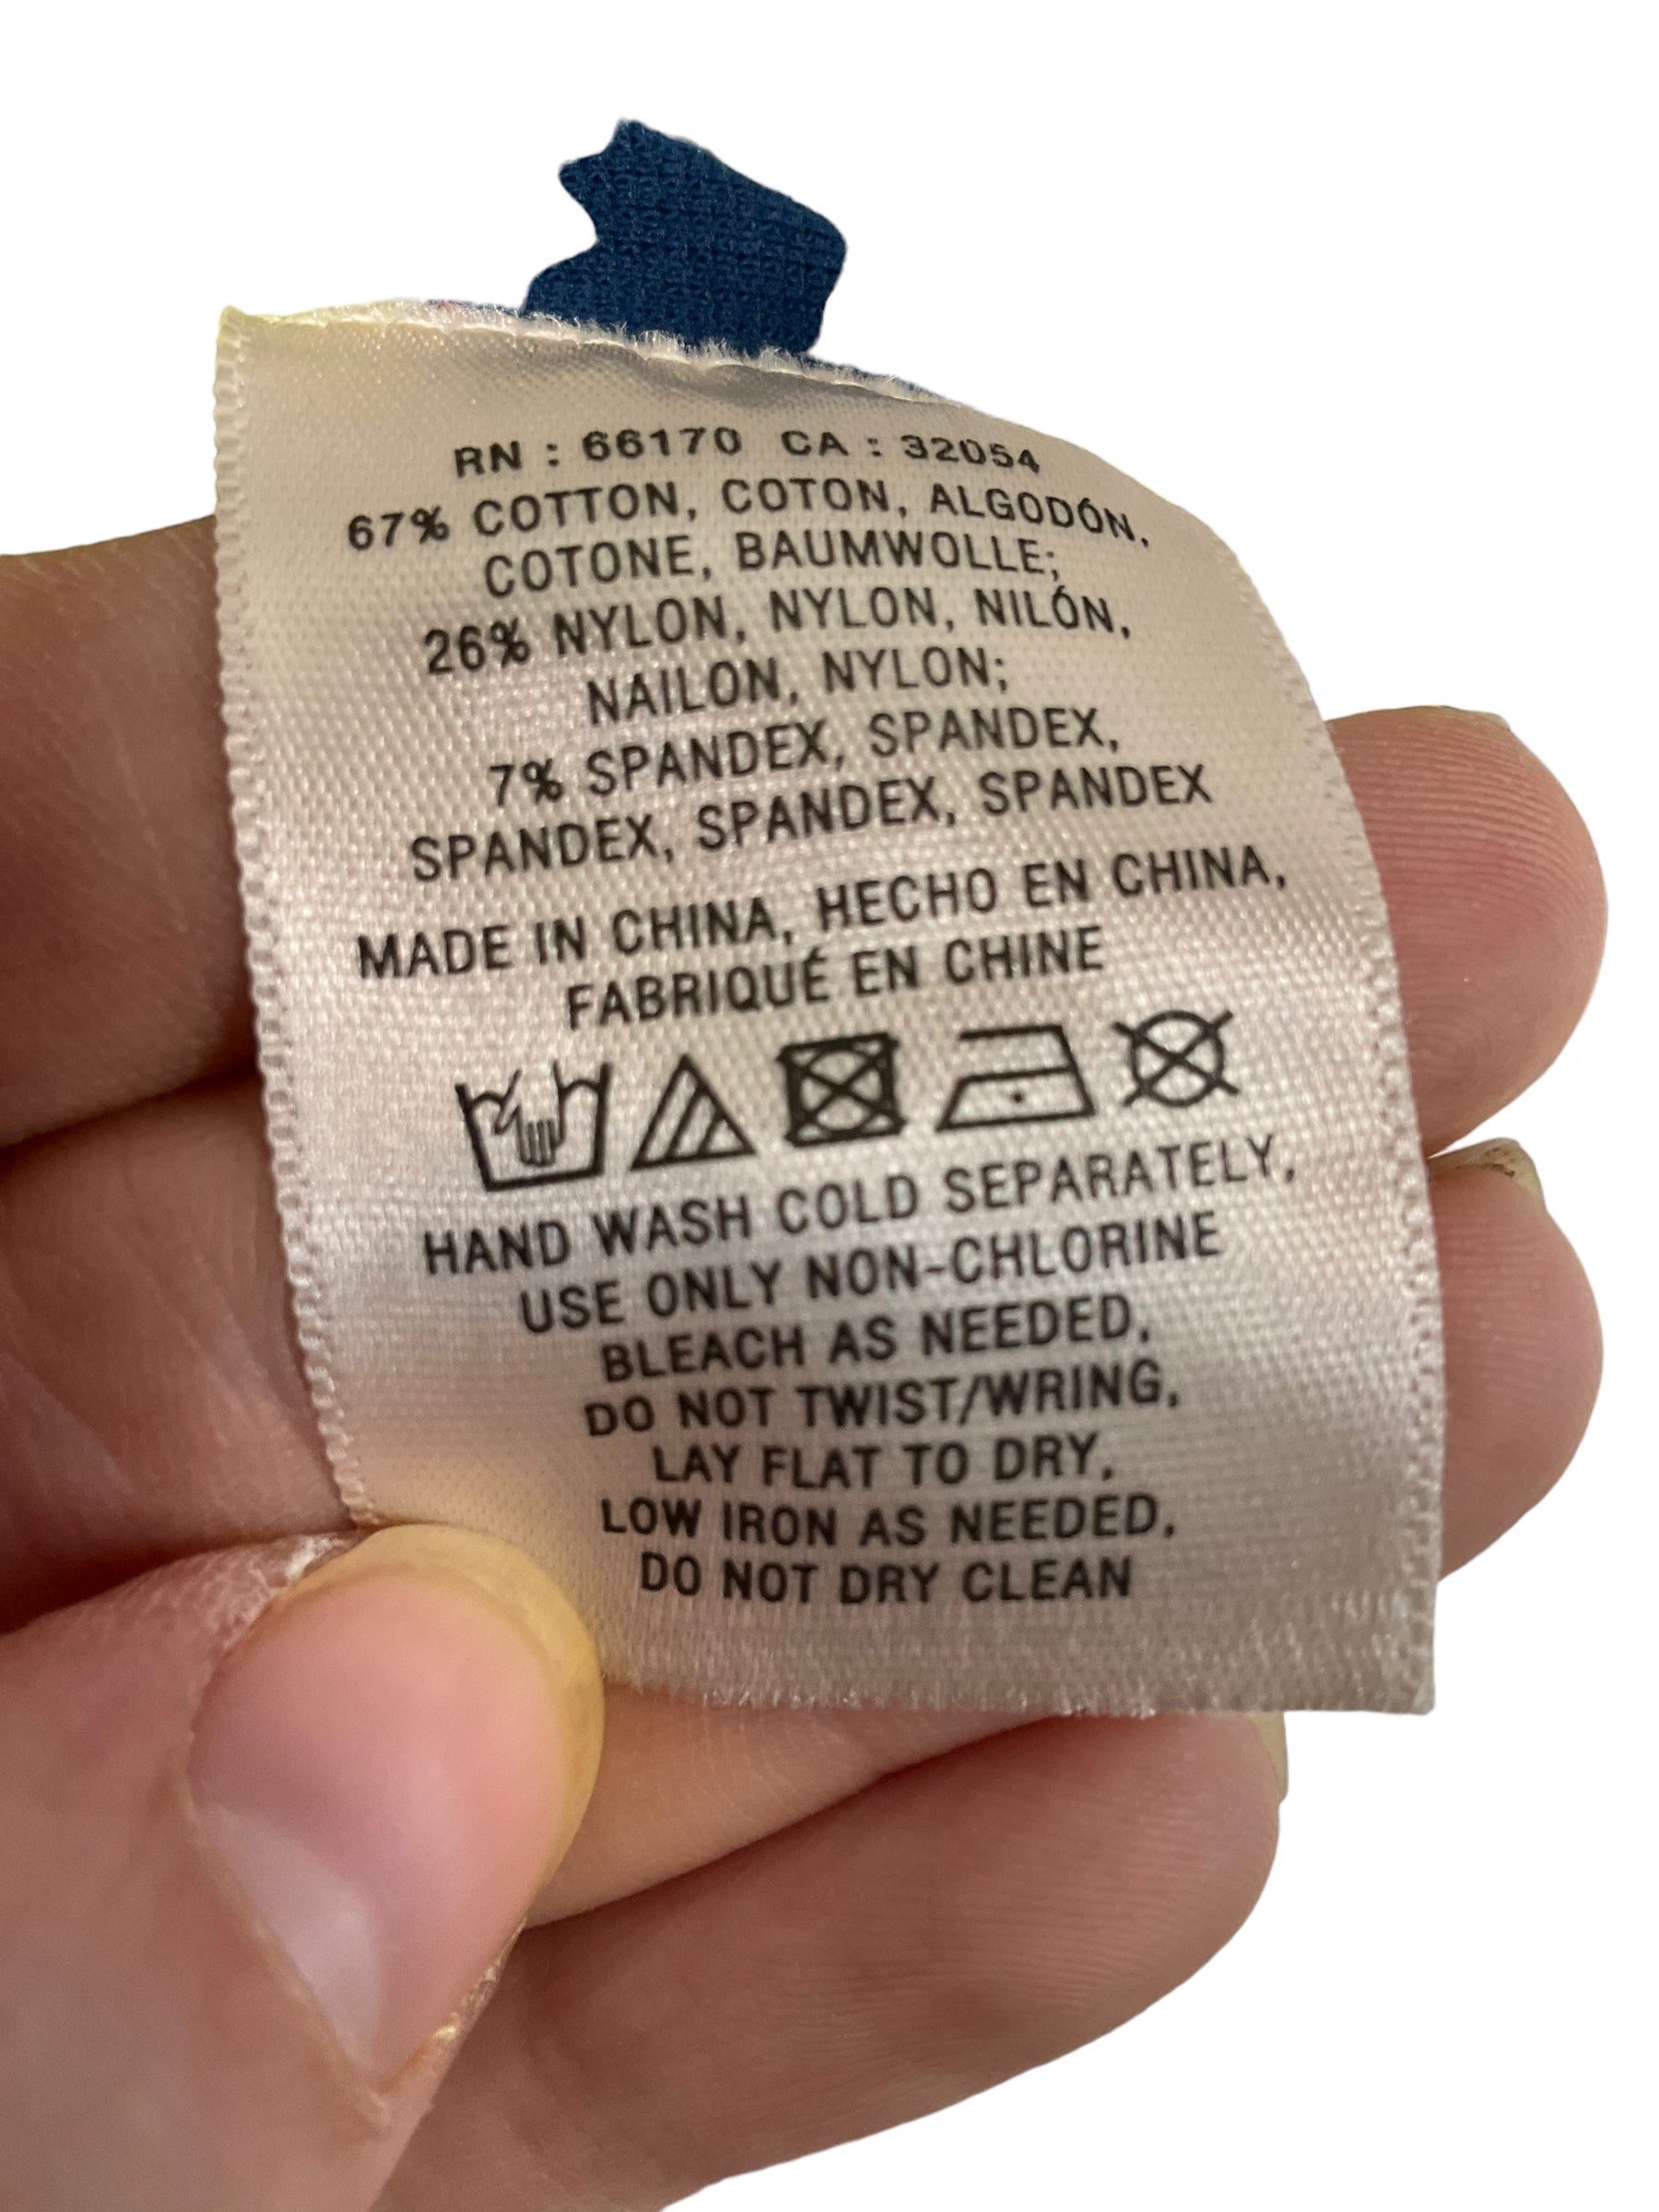 RN : 66170 CA : 32054
67% COTTON, COTON, ALGODÓN,
COTONE, BAUMWOLLE;
26% NYLON, NYLON, NILÓN,
NAILON, NYLON;
7% SPANDEX, SPANDEX,
SPANDEX, SPANDEX, SPANDEX
MADE IN CHINA, HECHO EN CHINA,
FABRIQUÉ EN CHINE
HAND WASH COLD SEPARATELY,
USE ONLY NON-CHLORINE
BLEACH AS NEEDED,
DO NOT TWIST/WRING,
LAY FLAT TO DRY,
LOW IRON AS NEEDED,
DO NOT DRY CLEAN